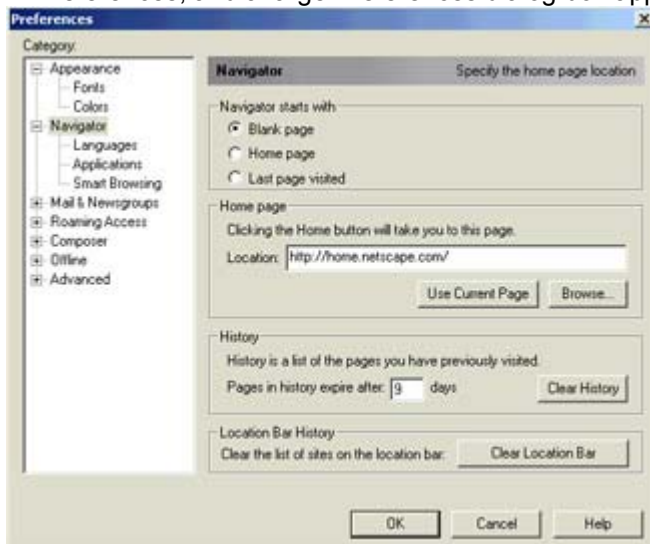 Preferences
Category:
Appearance
Fonts
Colors
Navigator
Languages
Applications
Smart Browsing
Mail & Newsgroups
Roaming Access
Composer
Offline
Advanced
Navigator Specify the home page location
Navigator starts with
Blank page
Home page
Last page visited
Home page
Clicking the Home button will take you to this page.
Location: http://home.netscape.com/
Use Current Page Browse...
History
History is a list of the pages you have previously visited.
Pages in history expire after: 9 days Clear History
Location Bar History
Clear the list of sites on the location bar: Clear Location Bar
OK Cancel Help